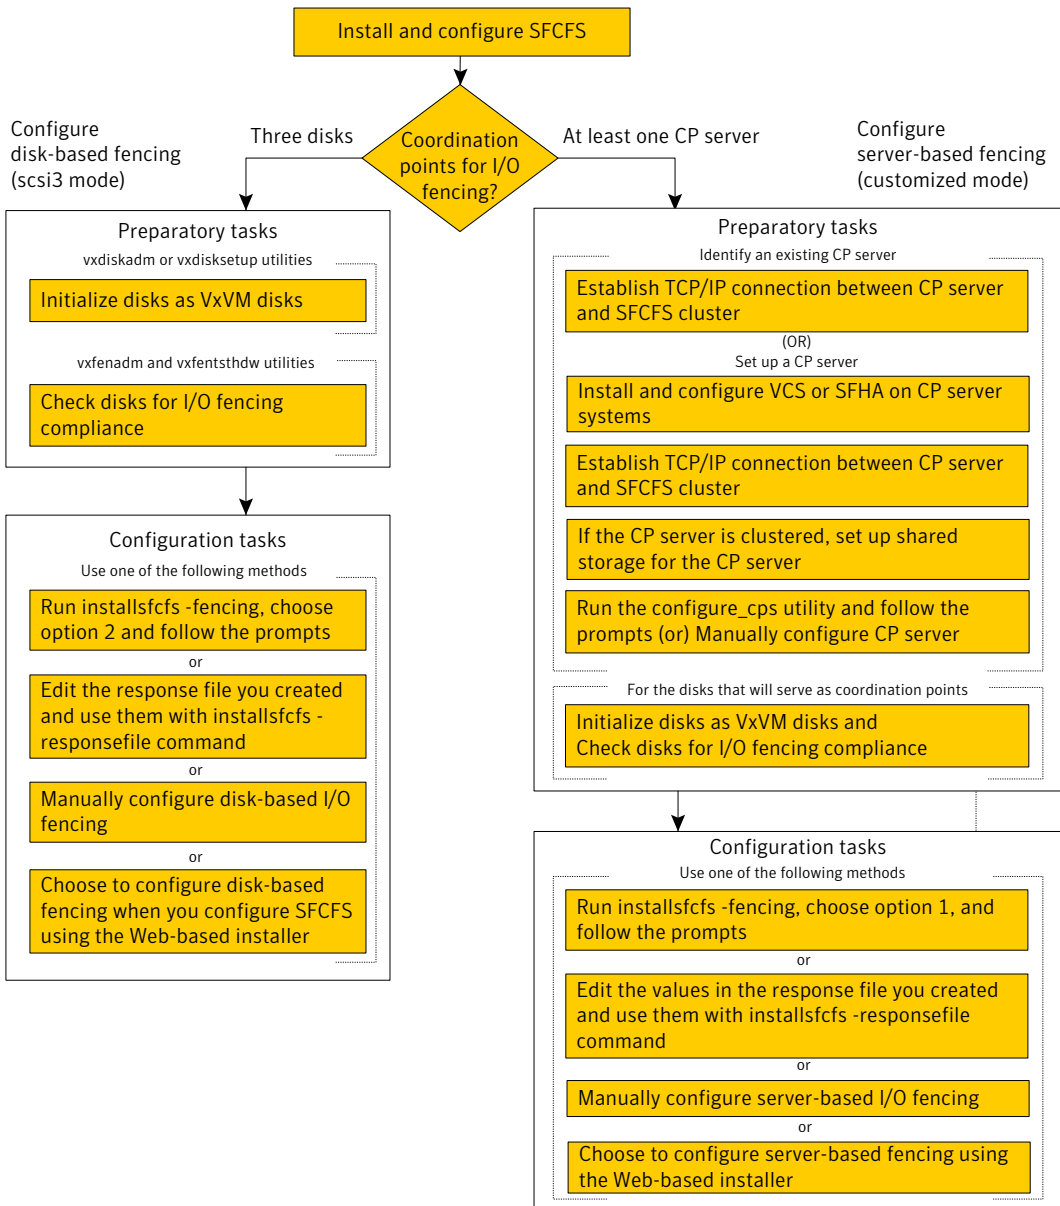 Install and configure SFCFS
Coordination
points for I/O
fencing?
Three disks
At least one CP server
Configure
disk-based fencing
(scsi3 mode)
Preparatory tasks
vxdiskadm or vxdisksetup utilities
Initialize disks as VxVM disks
vxfenadm and vxfentsthdw utilities
Check disks for I/O fencing
compliance
Configuration tasks
Use one of the following methods
Run installsfcfs -fencing, choose
option 2 and follow the prompts
or
Edit the response file you created
and use them with installsfcfs -
responsefile command
or
Manually configure disk-based I/O
fencing
or
Choose to configure disk-based
fencing when you configure SFCFS
using the Web-based installer
Configure
server-based fencing
(customized mode)
Preparatory tasks
Identify an existing CP server
Establish TCP/IP connection between CP server
and SFCFS cluster
(OR)
Set up a CP server
Install and configure VCS or SFHA on CP server
systems
Establish TCP/IP connection between CP server
and SFCFS cluster
If the CP server is clustered, set up shared
storage for the CP server
Run the configure_cps utility and follow the
prompts (or) Manually configure CP server
For the disks that will serve as coordination points
Initialize disks as VxVM disks and
Check disks for I/O fencing compliance
Configuration tasks
Use one of the following methods
Run installsfcfs -fencing, choose option 1, and
follow the prompts
or
Edit the values in the response file you created
and use them with installsfcfs -responsefile
command
or
Manually configure server-based I/O fencing
or
Choose to configure server-based fencing using
the Web-based installer